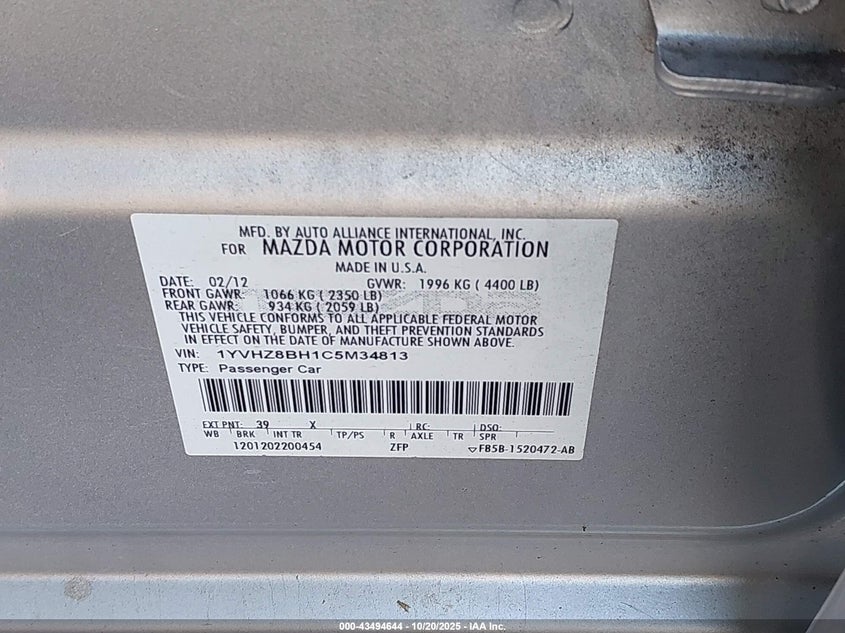 MFD. BY AUTO ALLIANCE INTERNATIONAL, INC.
FOR MAZDA MOTOR CORPORATION
MADE IN U.S.A.
DATE: 02/12 GVWR: 1996 KG ( 4400 LB)
FRONT GAWR: 1066 KG ( 2350 LB)
REAR GAWR: 934 KG ( 2059 LB)
THIS VEHICLE CONFORMS TO ALL APPLICABLE FEDERAL MOTOR
VEHICLE SAFETY, BUMPER, AND THEFT PREVENTION STANDARDS
IN EFFECT ON THE DATE OF MANUFACTURE SHOWN ABOVE.
VIN: 1YVHZ8BH1C5M34813
TYPE: Passenger Car
EXT PNT: 39 X RC: DSO:
WB BRK INT TR TP/PS R AXLE TR SPR
1201202200454 ZFP ▽F85B-1520472-AB
000-43494644 - 10/20/2025 - IAA Inc.